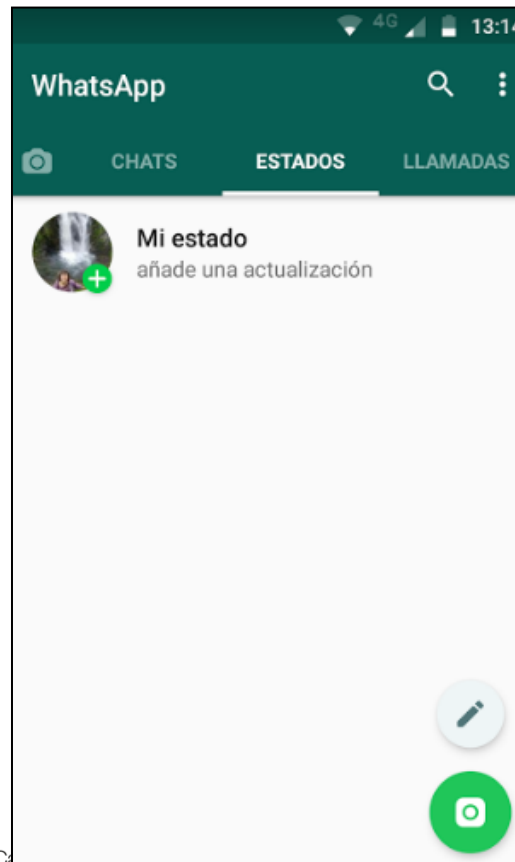 4G 13:14
WhatsApp
CHATS ESTADOS LLAMADAS
Mi estado
añade una actualización